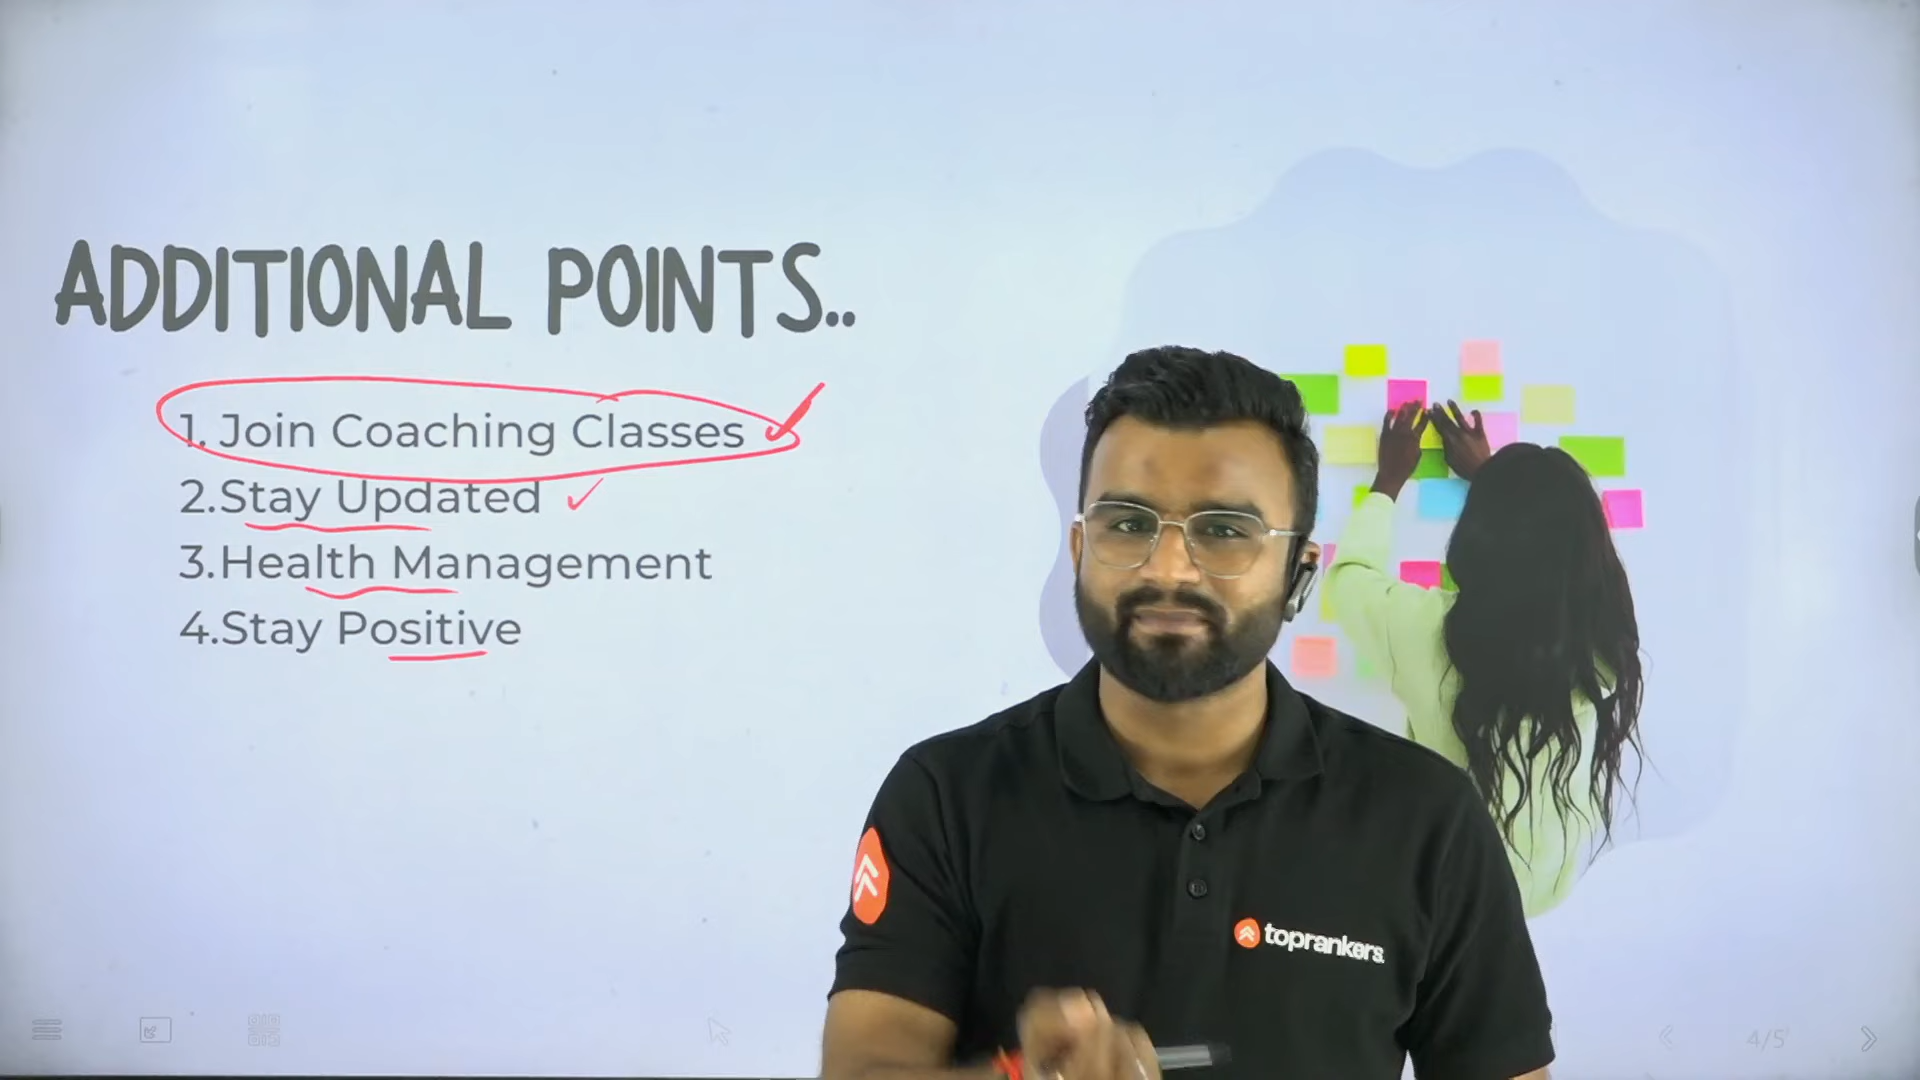 ADDITIONAL POINTS..
1. Join Coaching Classes
2.Stay Updated
3.Health Management
4.Stay Positive
toprankers
4/5